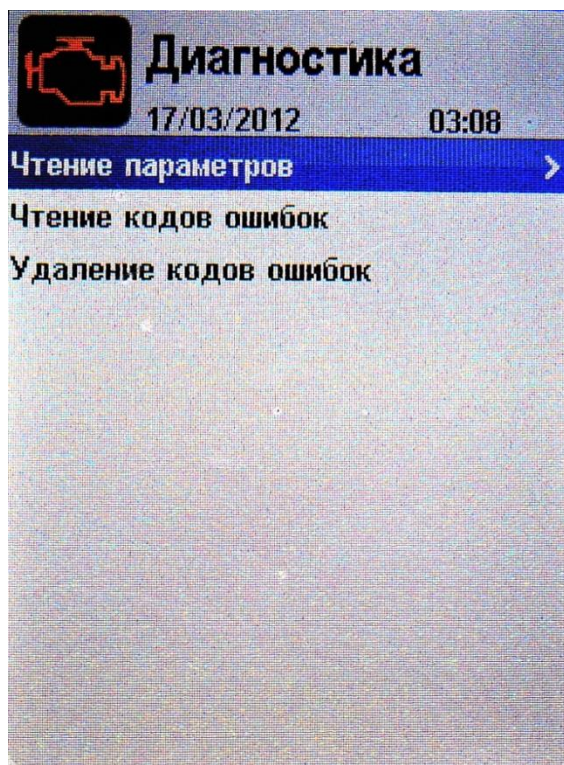 Диагностика
17/03/2012 03:08
Чтение параметров
Чтение кодов ошибок
Удаление кодов ошибок